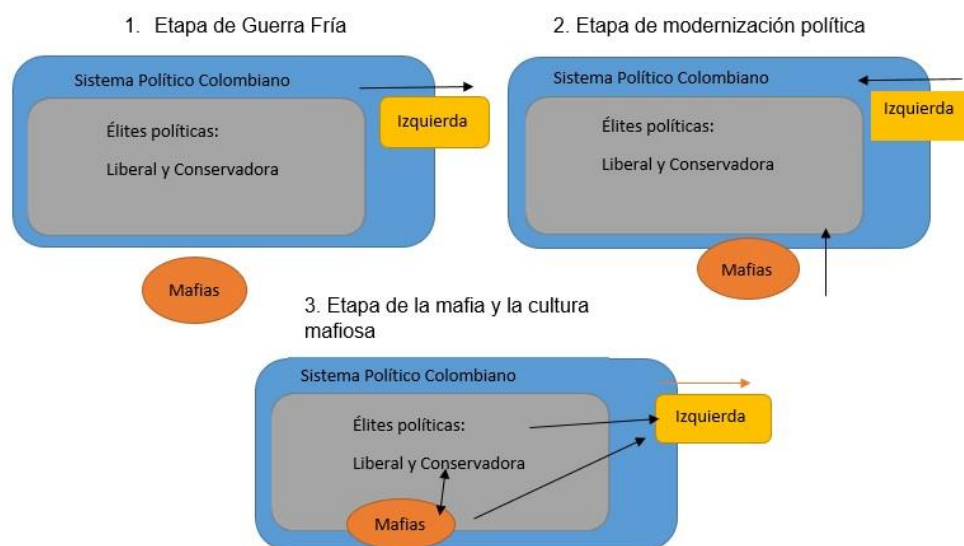 1. Etapa de Guerra Fría
Sistema Político Colombiano
Élites políticas:
Liberal y Conservadora
Izquierda
Mafias
2. Etapa de modernización política
Sistema Político Colombiano
Élites políticas:
Liberal y Conservadora
Izquierda
Mafias
3. Etapa de la mafia y la cultura
mafiosa
Sistema Político Colombiano
Élites políticas:
Liberal y Conservadora
Izquierda
Mafias